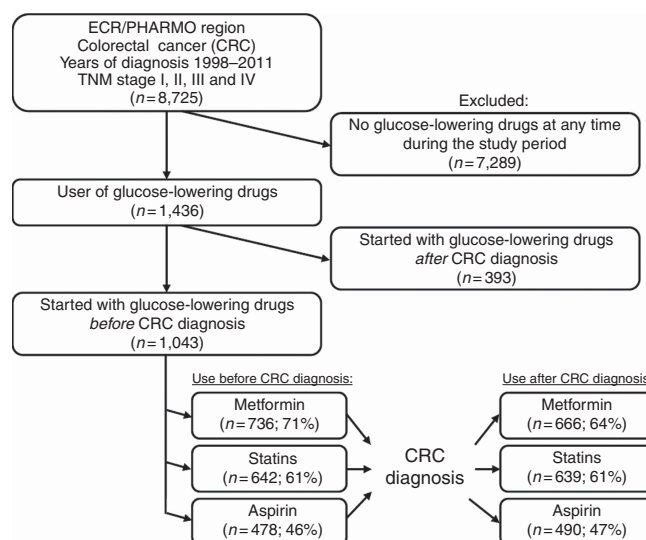 ECR/PHARMO region
Colorectal cancer (CRC)
Years of diagnosis 1998–2011
TNM stage I, II, III and IV
(n=8,725)
Excluded:
No glucose-lowering drugs at any time
during the study period
(n=7,289)
User of glucose-lowering drugs
(n=1,436)
Started with glucose-lowering drugs
after CRC diagnosis
(n=393)
Started with glucose-lowering drugs
before CRC diagnosis
(n=1,043)
Use before CRC diagnosis:
Metformin
(n=736; 71%)
Statins
(n=642; 61%)
Aspirin
(n=478; 46%)
CRC
diagnosis
Use after CRC diagnosis
Metformin
(n=666; 64%)
Statins
(n=639; 61%)
Aspirin
(n=490; 47%)